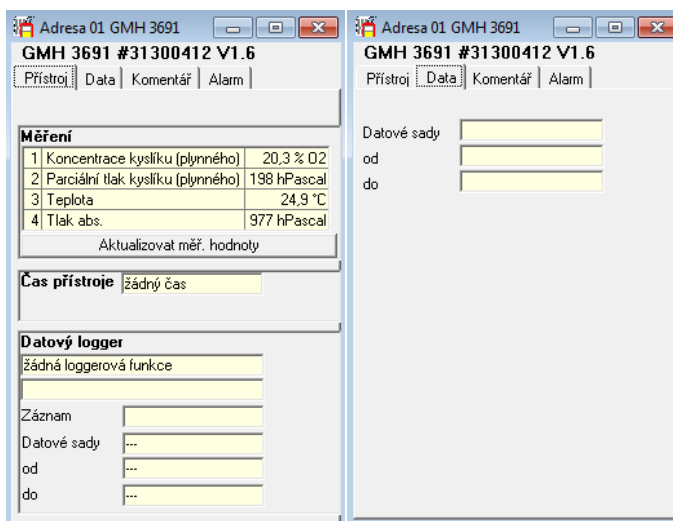 Adresa 01 GMH 3691
GMH 3691 #31300412 V1.6
Přístroj Data Komentář Alarm
Měření
1 Koncentrace kyslíku (plynného) 20,3 % O2
2 Parciální tlak kyslíku (plynného) 198 hPascal
3 Teplota 24,9 °C
4 Tlak abs. 977 hPascal
Aktualizovat měř. hodnoty
Čas přístroje žádný čas
Datový logger
žádná loggerová funkce
Záznam
Datové sady ---
od ---
do ---
Adresa 01 GMH 3691
GMH 3691 #31300412 V1.6
Přístroj Data Komentář Alarm
Datové sady
od
do